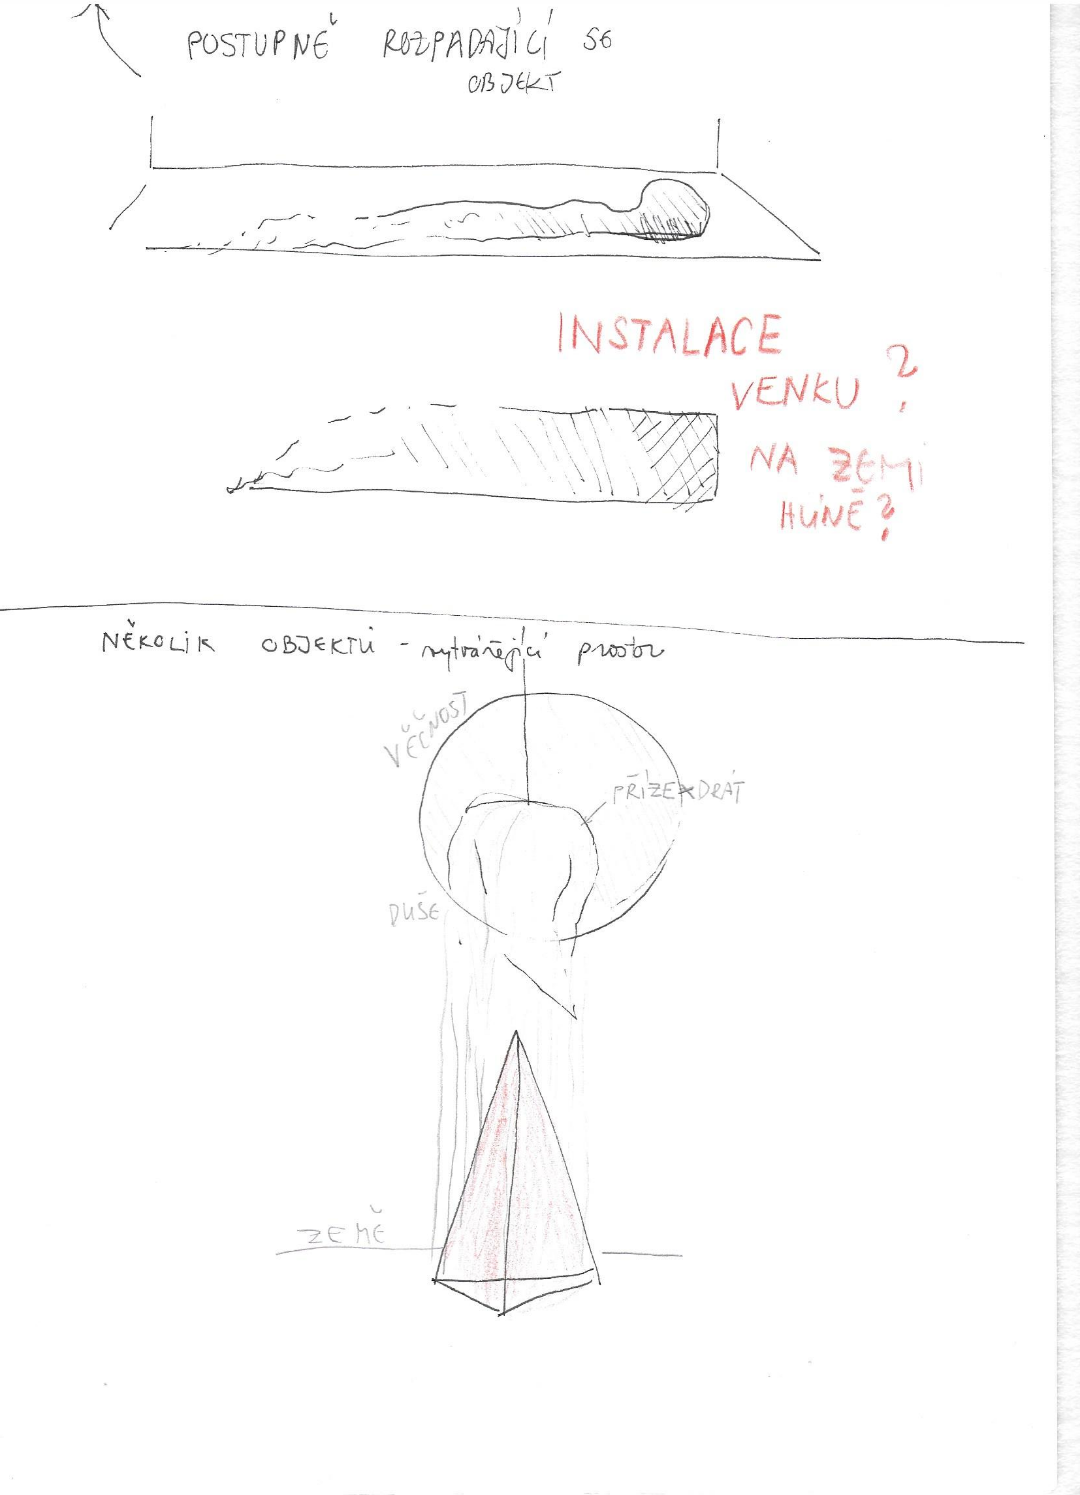 POSTUPNĚ ROZPADAJÍCÍ SE
OBJEKT
INSTALACE
VENKU?
NA ZEMI
HLÍNĚ?
NĚKOLIK OBJEKTŮ - vytvářející prostor
VĚČNOST
PŘÍZE × DRÁT
DUŠE
ZEMĚ